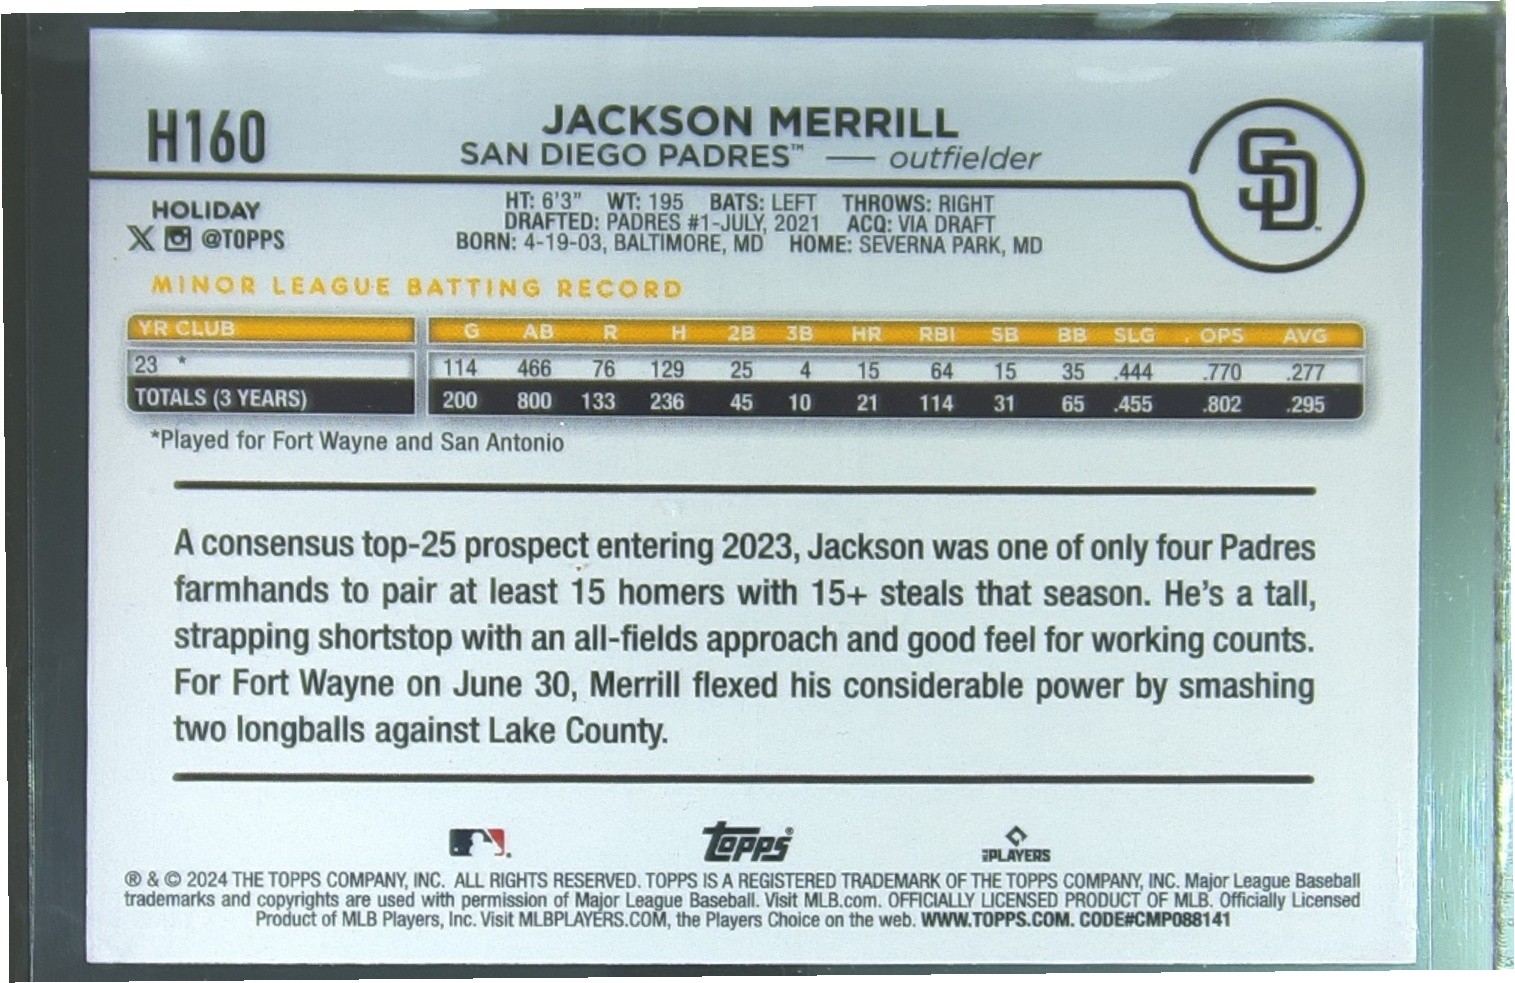 H160
JACKSON MERRILL
SAN DIEGO PADRES™ — outfielder
SD
HOLIDAY
X @TOPPS
HT: 6'3" WT: 195 BATS: LEFT THROWS: RIGHT
DRAFTED: PADRES #1-JULY, 2021 ACQ: VIA DRAFT
BORN: 4-19-03, BALTIMORE, MD HOME: SEVERNA PARK, MD
MINOR LEAGUE BATTING RECORD
YR CLUB G AB R H 2B 3B HR RBI SB BB SLG OPS AVG
23 * 114 466 76 129 25 4 15 64 15 35 .444 .770 .277
TOTALS (3 YEARS) 200 800 133 236 45 10 21 114 31 65 .455 .802 .295
*Played for Fort Wayne and San Antonio
A consensus top-25 prospect entering 2023, Jackson was one of only four Padres
farmhands to pair at least 15 homers with 15+ steals that season. He's a tall,
strapping shortstop with an all-fields approach and good feel for working counts.
For Fort Wayne on June 30, Merrill flexed his considerable power by smashing
two longballs against Lake County.
topps®
MLB PLAYERS
® & © 2024 THE TOPPS COMPANY, INC. ALL RIGHTS RESERVED. TOPPS IS A REGISTERED TRADEMARK OF THE TOPPS COMPANY, INC. Major League Baseball
trademarks and copyrights are used with permission of Major League Baseball. Visit MLB.com. OFFICIALLY LICENSED PRODUCT OF MLB. Officially Licensed
Product of MLB Players, Inc. Visit MLBPLAYERS.COM, the Players Choice on the web. WWW.TOPPS.COM. CODE#CMP088141